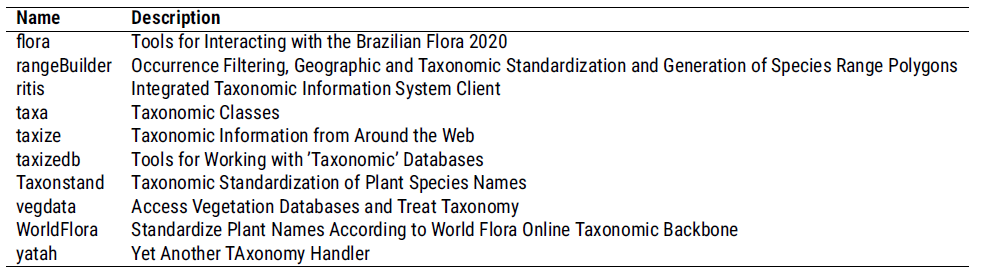 Name Description
flora Tools for Interacting with the Brazilian Flora 2020
rangeBuilder Occurrence Filtering, Geographic and Taxonomic Standardization and Generation of Species Range Polygons
ritis Integrated Taxonomic Information System Client
taxa Taxonomic Classes
taxize Taxonomic Information from Around the Web
taxizedb Tools for Working with ’Taxonomic’ Databases
Taxonstand Taxonomic Standardization of Plant Species Names
vegdata Access Vegetation Databases and Treat Taxonomy
WorldFlora Standardize Plant Names According to World Flora Online Taxonomic Backbone
yatah Yet Another TAxonomy Handler